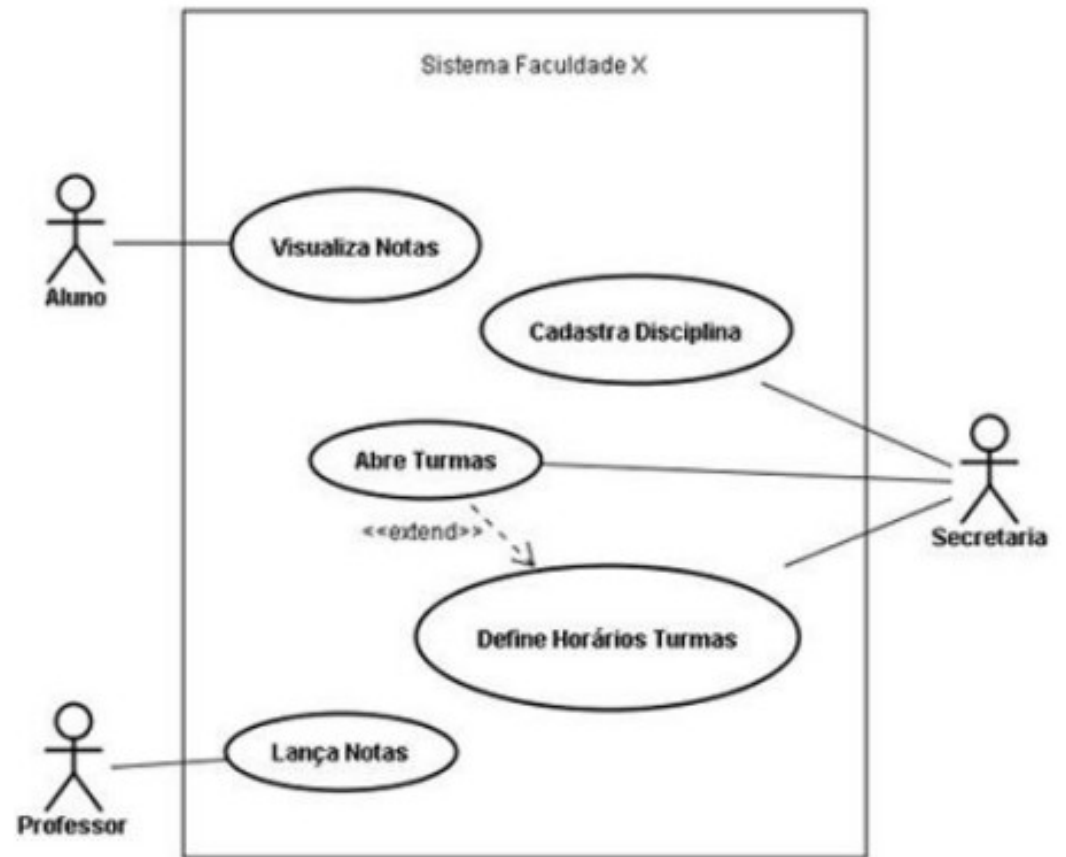 Sistema Faculdade X
Visualiza Notas
Aluno
Cadastra Disciplina
Abre Turmas
<<extend>>
Secretaria
Define Horários Turmas
Lança Notas
Professor